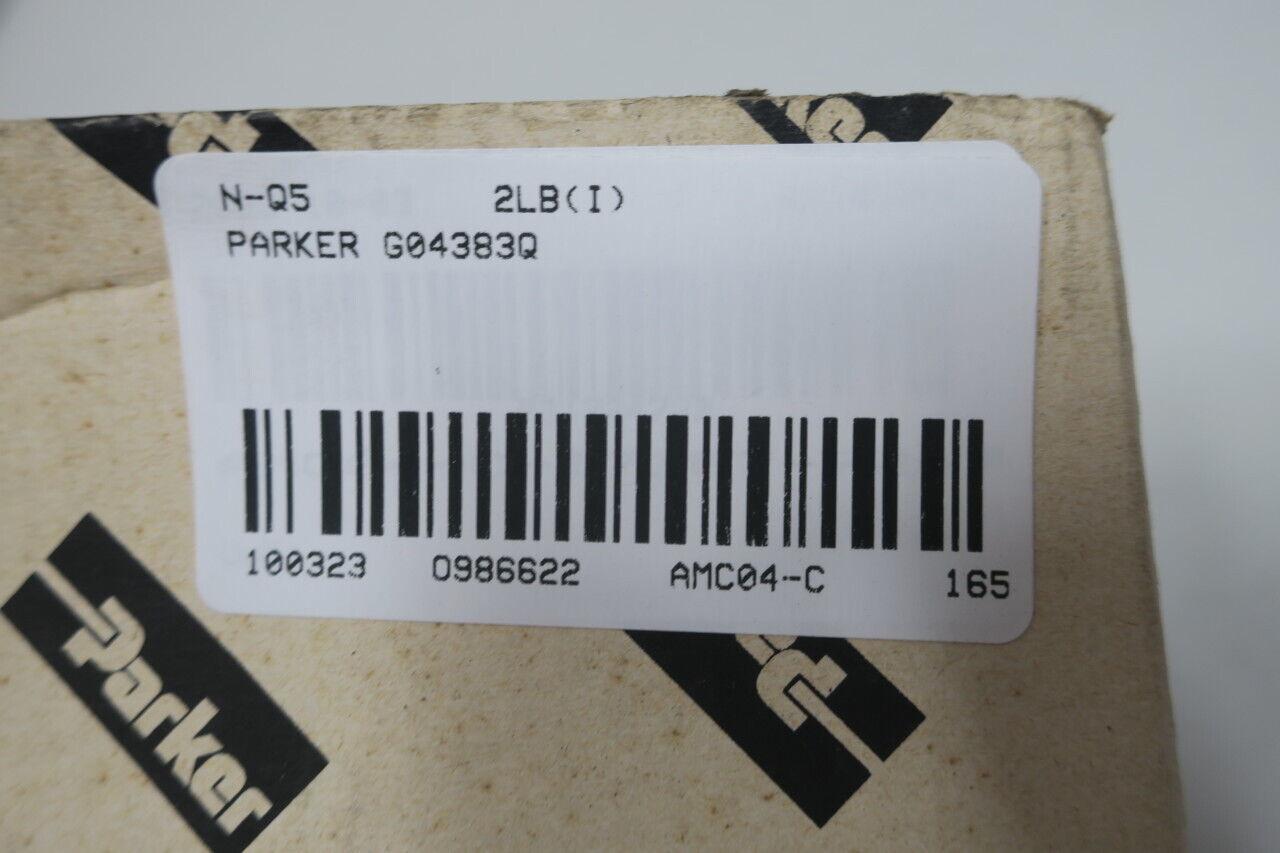 N-Q5 2LB(I)
PARKER G04383Q
100323 0986622 AMC04-C 165
Parker